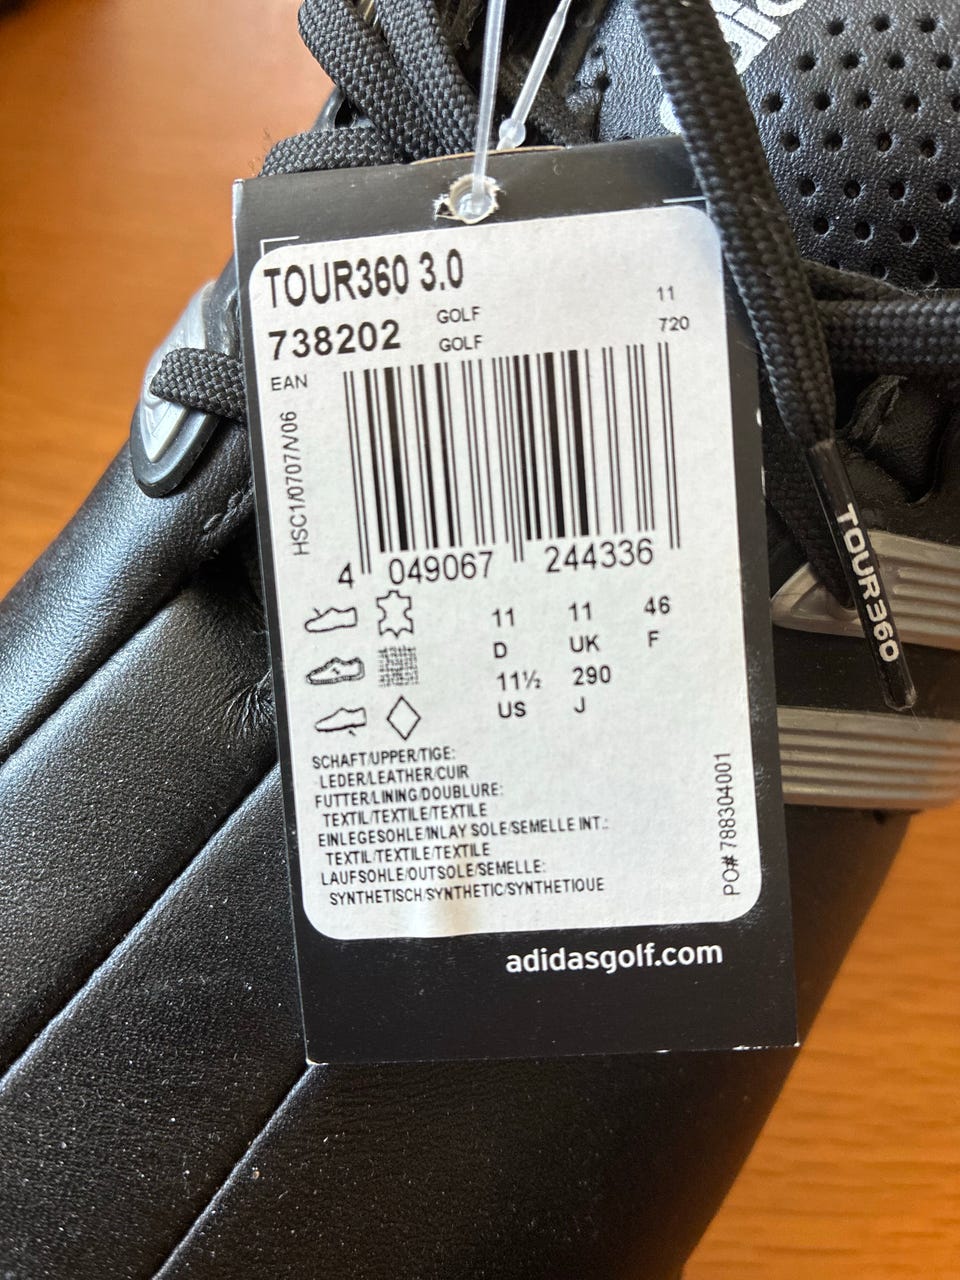 TOUR360 3.0
738202
GOLF
GOLF
11
720
EAN
HSC1/0707/V06
4 049067 244336
11 11 46
D UK F
11½ 290
US J
SCHAFT/UPPER/TIGE:
LEDER/LEATHER/CUIR
FUTTER/LINING/DOUBLURE:
TEXTIL/TEXTILE/TEXTILE
EINLEGESOHLE/INLAY SOLE/SEMELLE INT.:
TEXTIL/TEXTILE/TEXTILE
LAUFSOHLE/OUTSOLE/SEMELLE:
SYNTHETISCH/SYNTHETIC/SYNTHETIQUE
PO# 788304001
adidasgolf.com
TOUR360